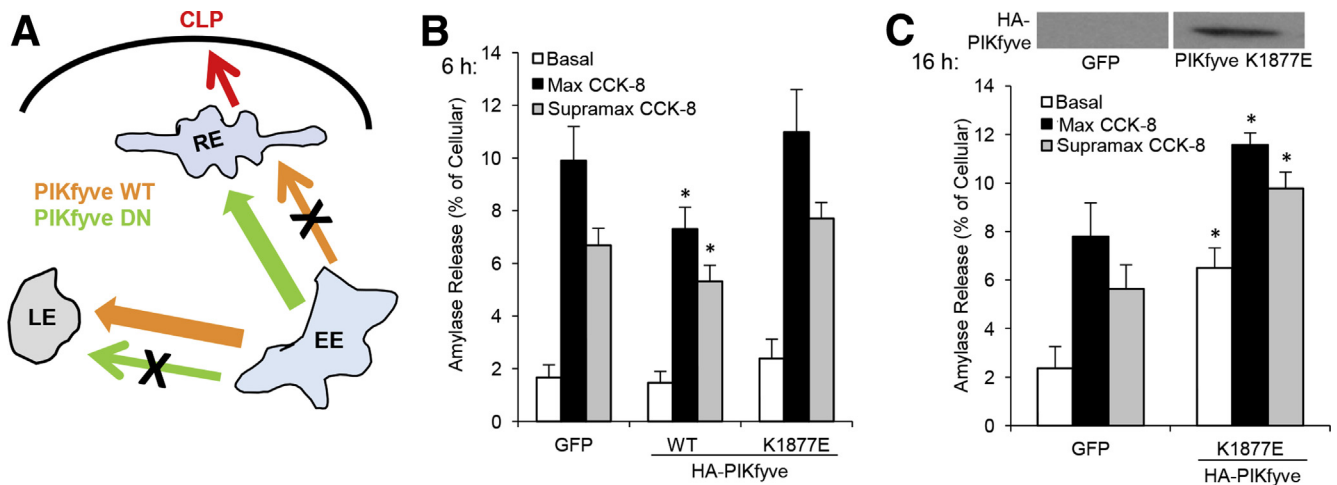 A
CLP
RE
PIKfyve WT
PIKfyve DN
X
LE
X
EE
B
6 h:
14
12
10
8
6
4
2
0
Amylase Release (% of Cellular)
Basal
Max CCK-8
Supramax CCK-8
*
*
GFP
WT
K1877E
HA-PIKfyve
C
HA-
PIKfyve
GFP
PIKfyve K1877E
16 h:
14
12
10
8
6
4
2
0
Amylase Release (% of Cellular)
Basal
Max CCK-8
Supramax CCK-8
*
*
*
GFP
K1877E
HA-PIKfyve